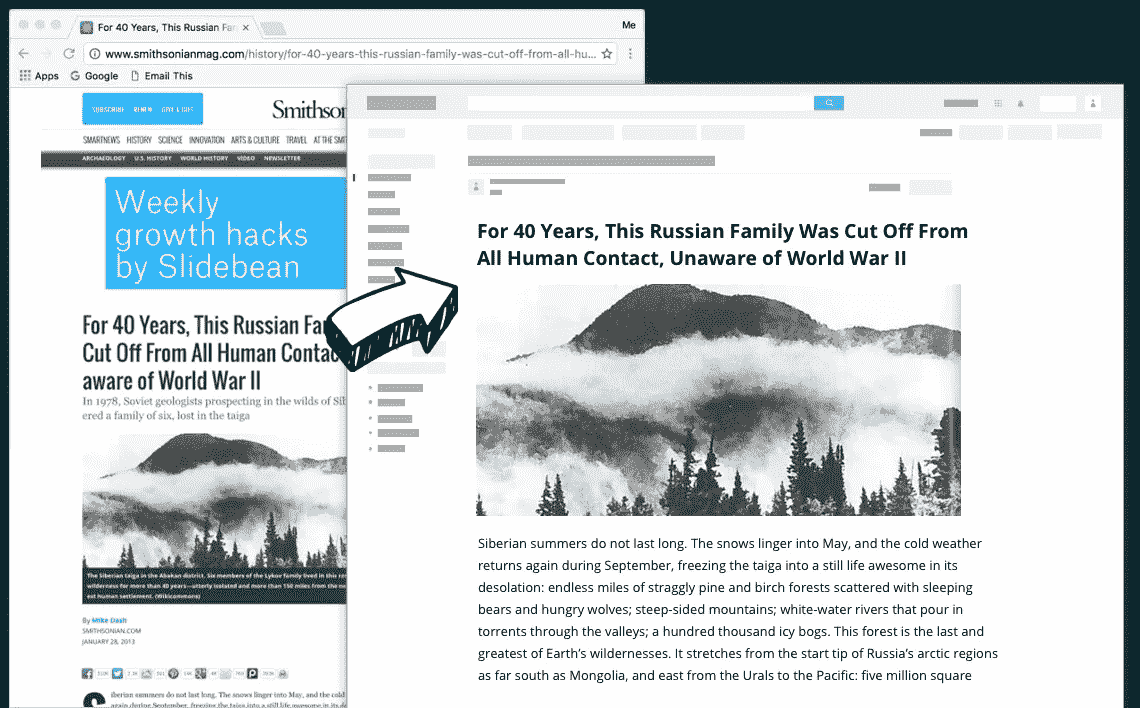 For 40 Years, This Russian Far
Me
www.smithsonianmag.com/history/for-40-years-this-russian-family-was-cut-off-from-all-hu...
Apps Google Email This
SUBSCRIBE RENEW GIVE A GIFT
Smithson
SMARTNEWS HISTORY SCIENCE INNOVATION ARTS & CULTURE TRAVEL AT THE SMIT
ARCHAEOLOGY U.S. HISTORY WORLD HISTORY VIDEO NEWSLETTER
Weekly
growth hacks
by Slidebean
For 40 Years, This Russian Fa
Cut Off From All Human Contac
aware of World War II
In 1978, Soviet geologists prospecting in the wilds of Sib
ered a family of six, lost in the taiga
The Siberian taiga in the Abakan district. Six members of the Lykov family lived in this re
wilderness for more than 40 years—utterly isolated and more than 150 miles from the ne
est human settlement. (Wikicommons)
By Mike Dash
SMITHSONIAN.COM
JANUARY 28, 2013
Siberian summers do not last long. The snows linger into May, and the cold
again during September, freezing the taiga into a still life awesome in its
For 40 Years, This Russian Family Was Cut Off From
All Human Contact, Unaware of World War II
Siberian summers do not last long. The snows linger into May, and the cold weather
returns again during September, freezing the taiga into a still life awesome in its
desolation: endless miles of straggly pine and birch forests scattered with sleeping
bears and hungry wolves; steep-sided mountains; white-water rivers that pour in
torrents through the valleys; a hundred thousand icy bogs. This forest is the last and
greatest of Earth's wildernesses. It stretches from the start tip of Russia's arctic regions
as far south as Mongolia, and east from the Urals to the Pacific: five million square